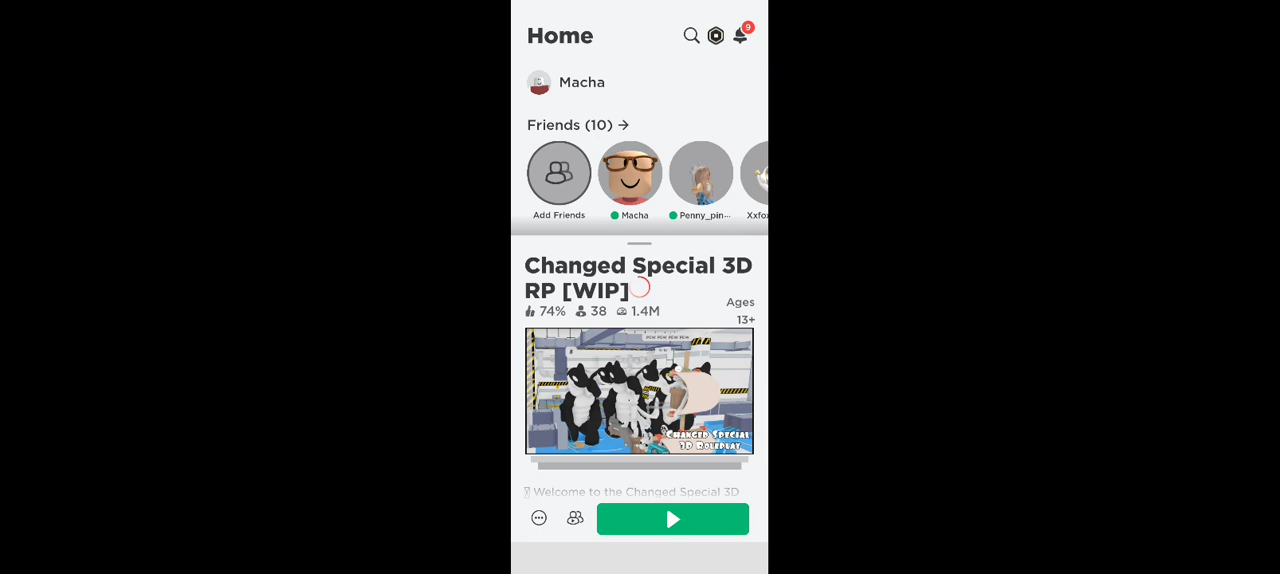 Home
9
Macha
Friends (10) →
Add Friends
Macha
Penny_pin...
Xxfox
Changed Special 3D
RP [WIP]
74% 38 1.4M
Ages
13+
Changed Special
3D Roleplay
Welcome to the Changed Special 3D